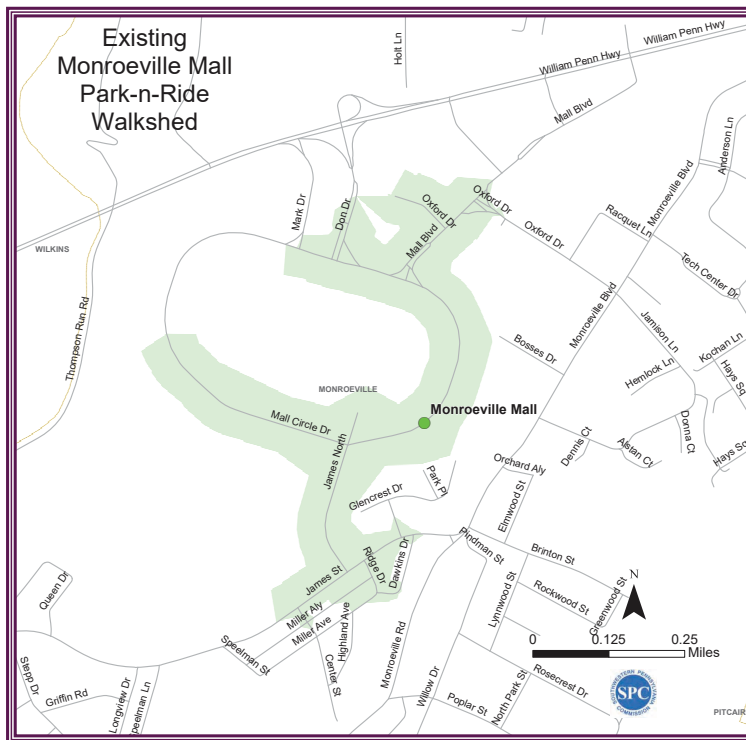 Existing
Monroeville Mall
Park-n-Ride
Walkshed
Holt Ln
William Penn Hwy
William Penn Hwy
Mall Blvd
Anderson Ln
Monroeville Blvd
Mark Dr
Don Dr
Oxford Dr
Oxford Dr
Mall Blvd
Oxford Dr
Racquet Ln
Tech Center Dr
WILKINS
Thompson Run Rd
Monroeville Blvd
Jamison Ln
Kochan Ln
Bosses Dr
Hemlock Ln
Hays Sq
MONROEVILLE
Monroeville Mall
Mall Circle Dr
James North
Donna Ct
Dennis Ct
Alstan Ct
Hays Sq
Orchard Aly
Park Pl
Glencrest Dr
Elmwood St
Pindman St
Brinton St
Ridge Dr
Dawkins Dr
James St
Queen Dr
Miller Aly
Miller Ave
Highland Ave
Lynnwood St
Rockwood St
Greenwood St
N
Speelman St
Center St
Monroeville Rd
Willow Dr
0 0.125 0.25
Miles
Stepp Dr
Griffin Rd
Longview Dr
Speelman Ln
Poplar St
North Park St
Rosecrest Dr
SOUTHWESTERN PENNSYLVANIA
SPC
COMMISSION
PITCAIR